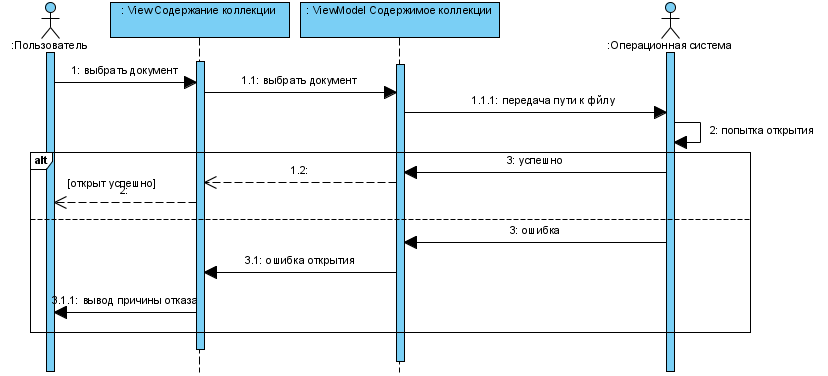 : View Содержание коллекции
: ViewModel Содержимое коллекции
:Пользователь
:Операционная система
1: выбрать документ
1.1: выбрать документ
1.1.1: передача пути к фйлу
2: попытка открытия
alt
3: успешно
1.2:
[открыт успешно]
2:
3: ошибка
3.1: ошибка открытия
3.1.1: вывод причины отказа